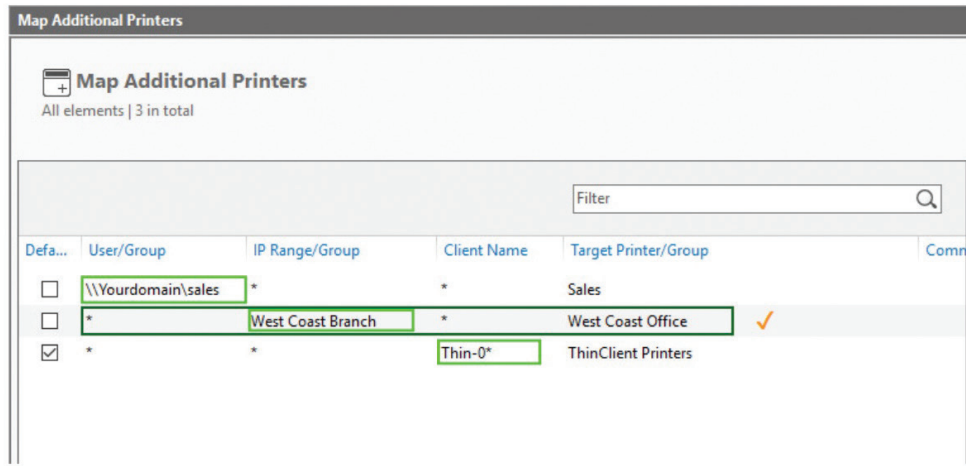 Map Additional Printers
Map Additional Printers
All elements | 3 in total
Filter
Defa... User/Group IP Range/Group Client Name Target Printer/Group Comn
\\Yourdomain\sales * * Sales
* West Coast Branch * West Coast Office
* * Thin-0* ThinClient Printers